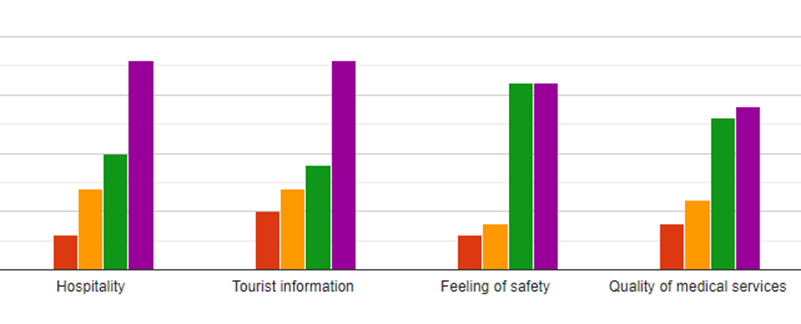 Hospitality
Tourist information
Feeling of safety
Quality of medical services